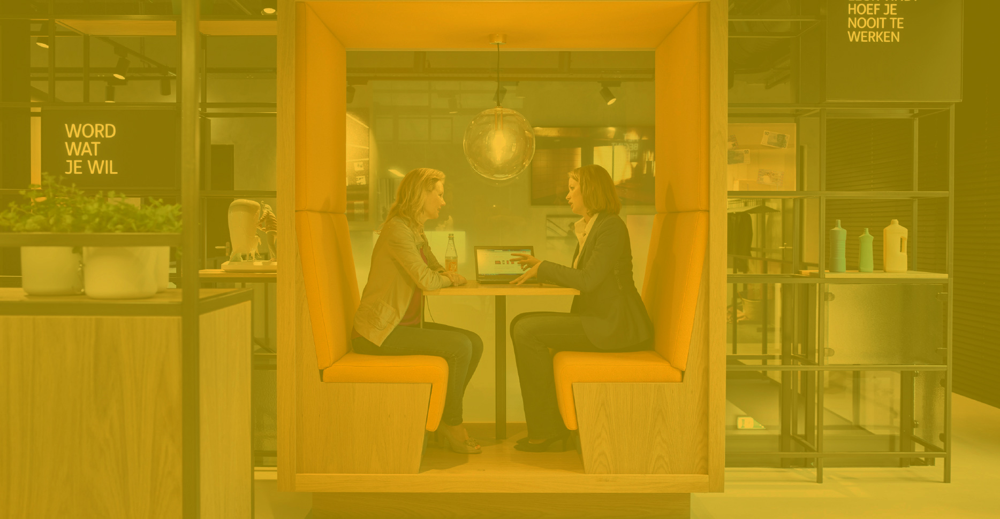 WORD
WAT
JE WIL
HOEF JE
NOOIT TE
WERKEN